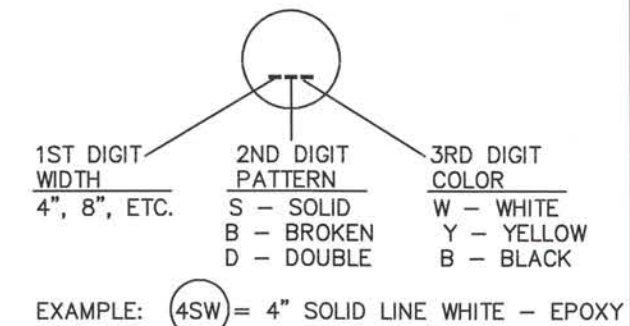 1ST DIGIT 2ND DIGIT 3RD DIGIT
WIDTH PATTERN COLOR
4", 8", ETC. S – SOLID W – WHITE
B – BROKEN Y – YELLOW
D – DOUBLE B – BLACK
EXAMPLE: 4SW = 4" SOLID LINE WHITE – EPOXY